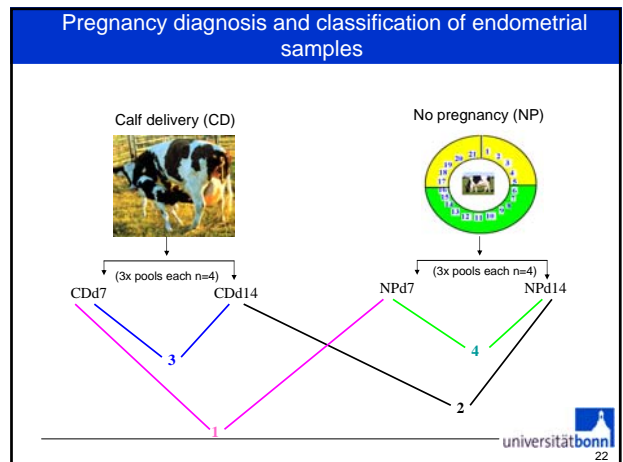 Pregnancy diagnosis and classification of endometrial
samples
Calf delivery (CD)
No pregnancy (NP)
(3x pools each n=4)
(3x pools each n=4)
CDd7
CDd14
NPd7
NPd14
3
4
2
1
universitätbonn
22